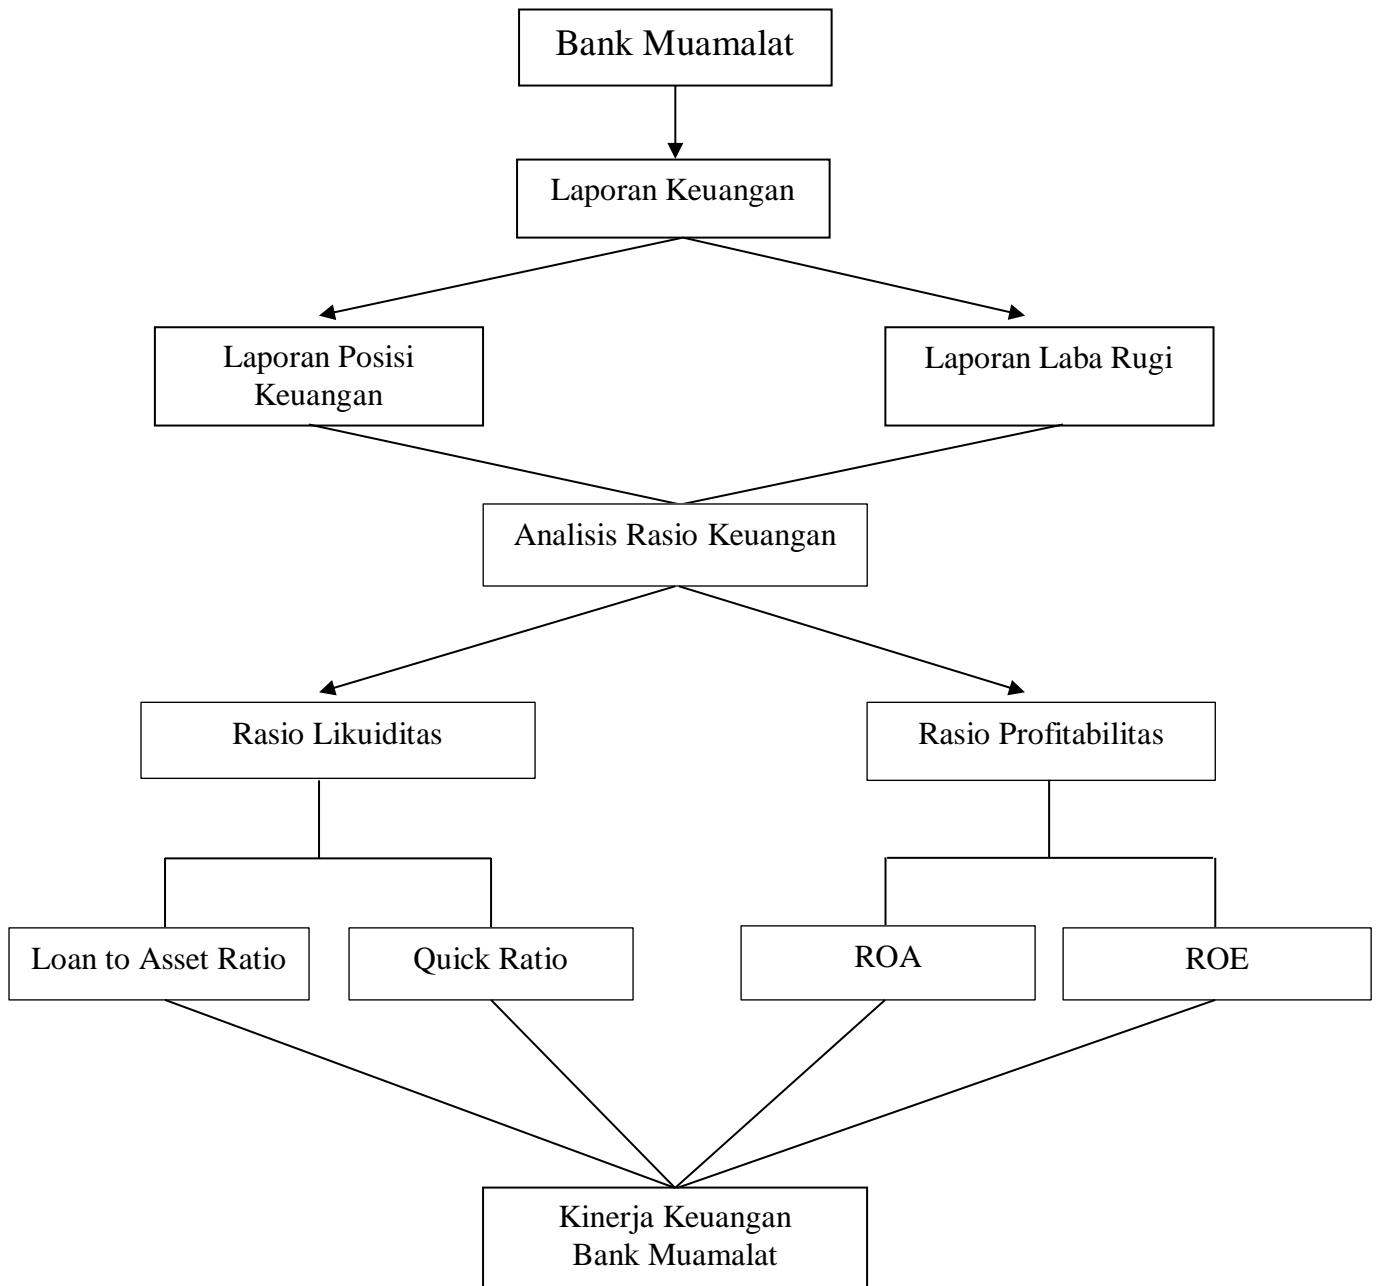 Bank Muamalat
Laporan Keuangan
Laporan Posisi
Keuangan
Laporan Laba Rugi
Analisis Rasio Keuangan
Rasio Likuiditas
Rasio Profitabilitas
Loan to Asset Ratio
Quick Ratio
ROA
ROE
Kinerja Keuangan
Bank Muamalat